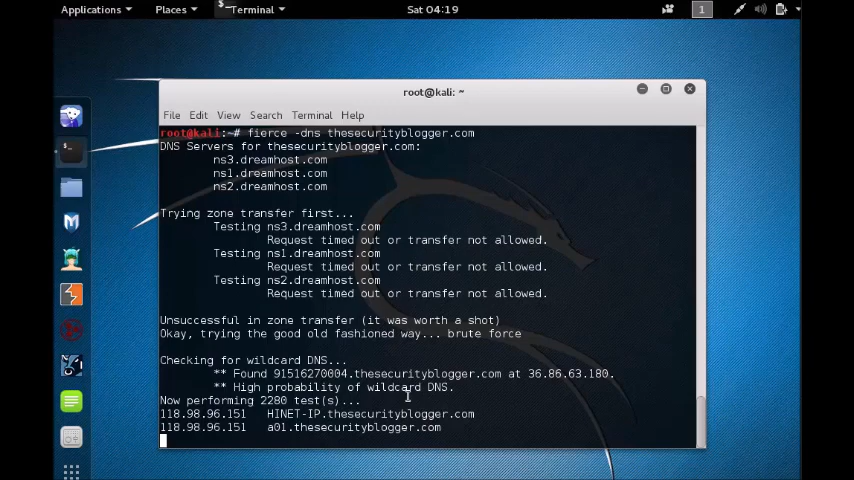 Applications Places Terminal Sat 04:19 1
root@kali: ~
File Edit View Search Terminal Help
root@kali:~# fierce -dns thesecurityblogger.com
DNS Servers for thesecurityblogger.com:
ns3.dreamhost.com
ns1.dreamhost.com
ns2.dreamhost.com
Trying zone transfer first...
Testing ns3.dreamhost.com
Request timed out or transfer not allowed.
Testing ns1.dreamhost.com
Request timed out or transfer not allowed.
Testing ns2.dreamhost.com
Request timed out or transfer not allowed.
Unsuccessful in zone transfer (it was worth a shot)
Okay, trying the good old fashioned way... brute force
Checking for wildcard DNS...
** Found 91516270004.thesecurityblogger.com at 36.86.63.180.
** High probability of wildcard DNS.
Now performing 2280 test(s)...
118.98.96.151 HINET-IP.thesecurityblogger.com
118.98.96.151 a01.thesecurityblogger.com